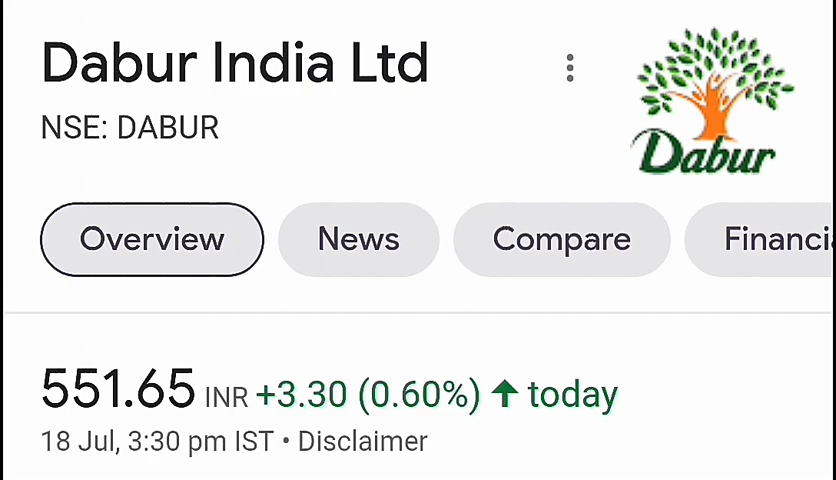 Dabur India Ltd
NSE: DABUR
Dabur
Overview
News
Compare
Financi
551.65 INR +3.30 (0.60%) ↑ today
18 Jul, 3:30 pm IST • Disclaimer